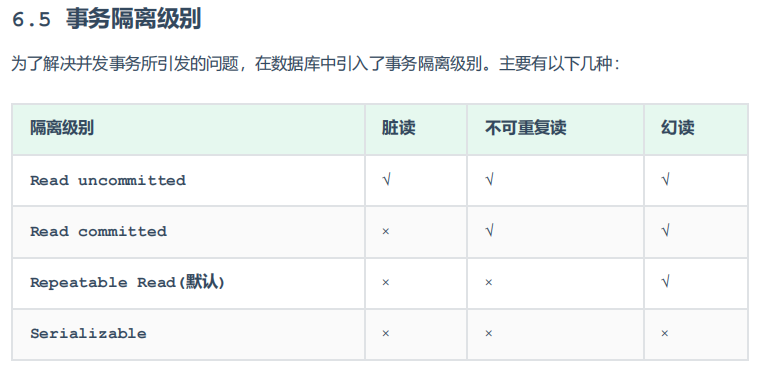 6.5 事务隔离级别
为了解决并发事务所引发的问题，在数据库中引入了事务隔离级别。主要有以下几种：
隔离级别 脏读 不可重复读 幻读
Read uncommitted √ √ √
Read committed × √ √
Repeatable Read(默认) × × √
Serializable × × ×